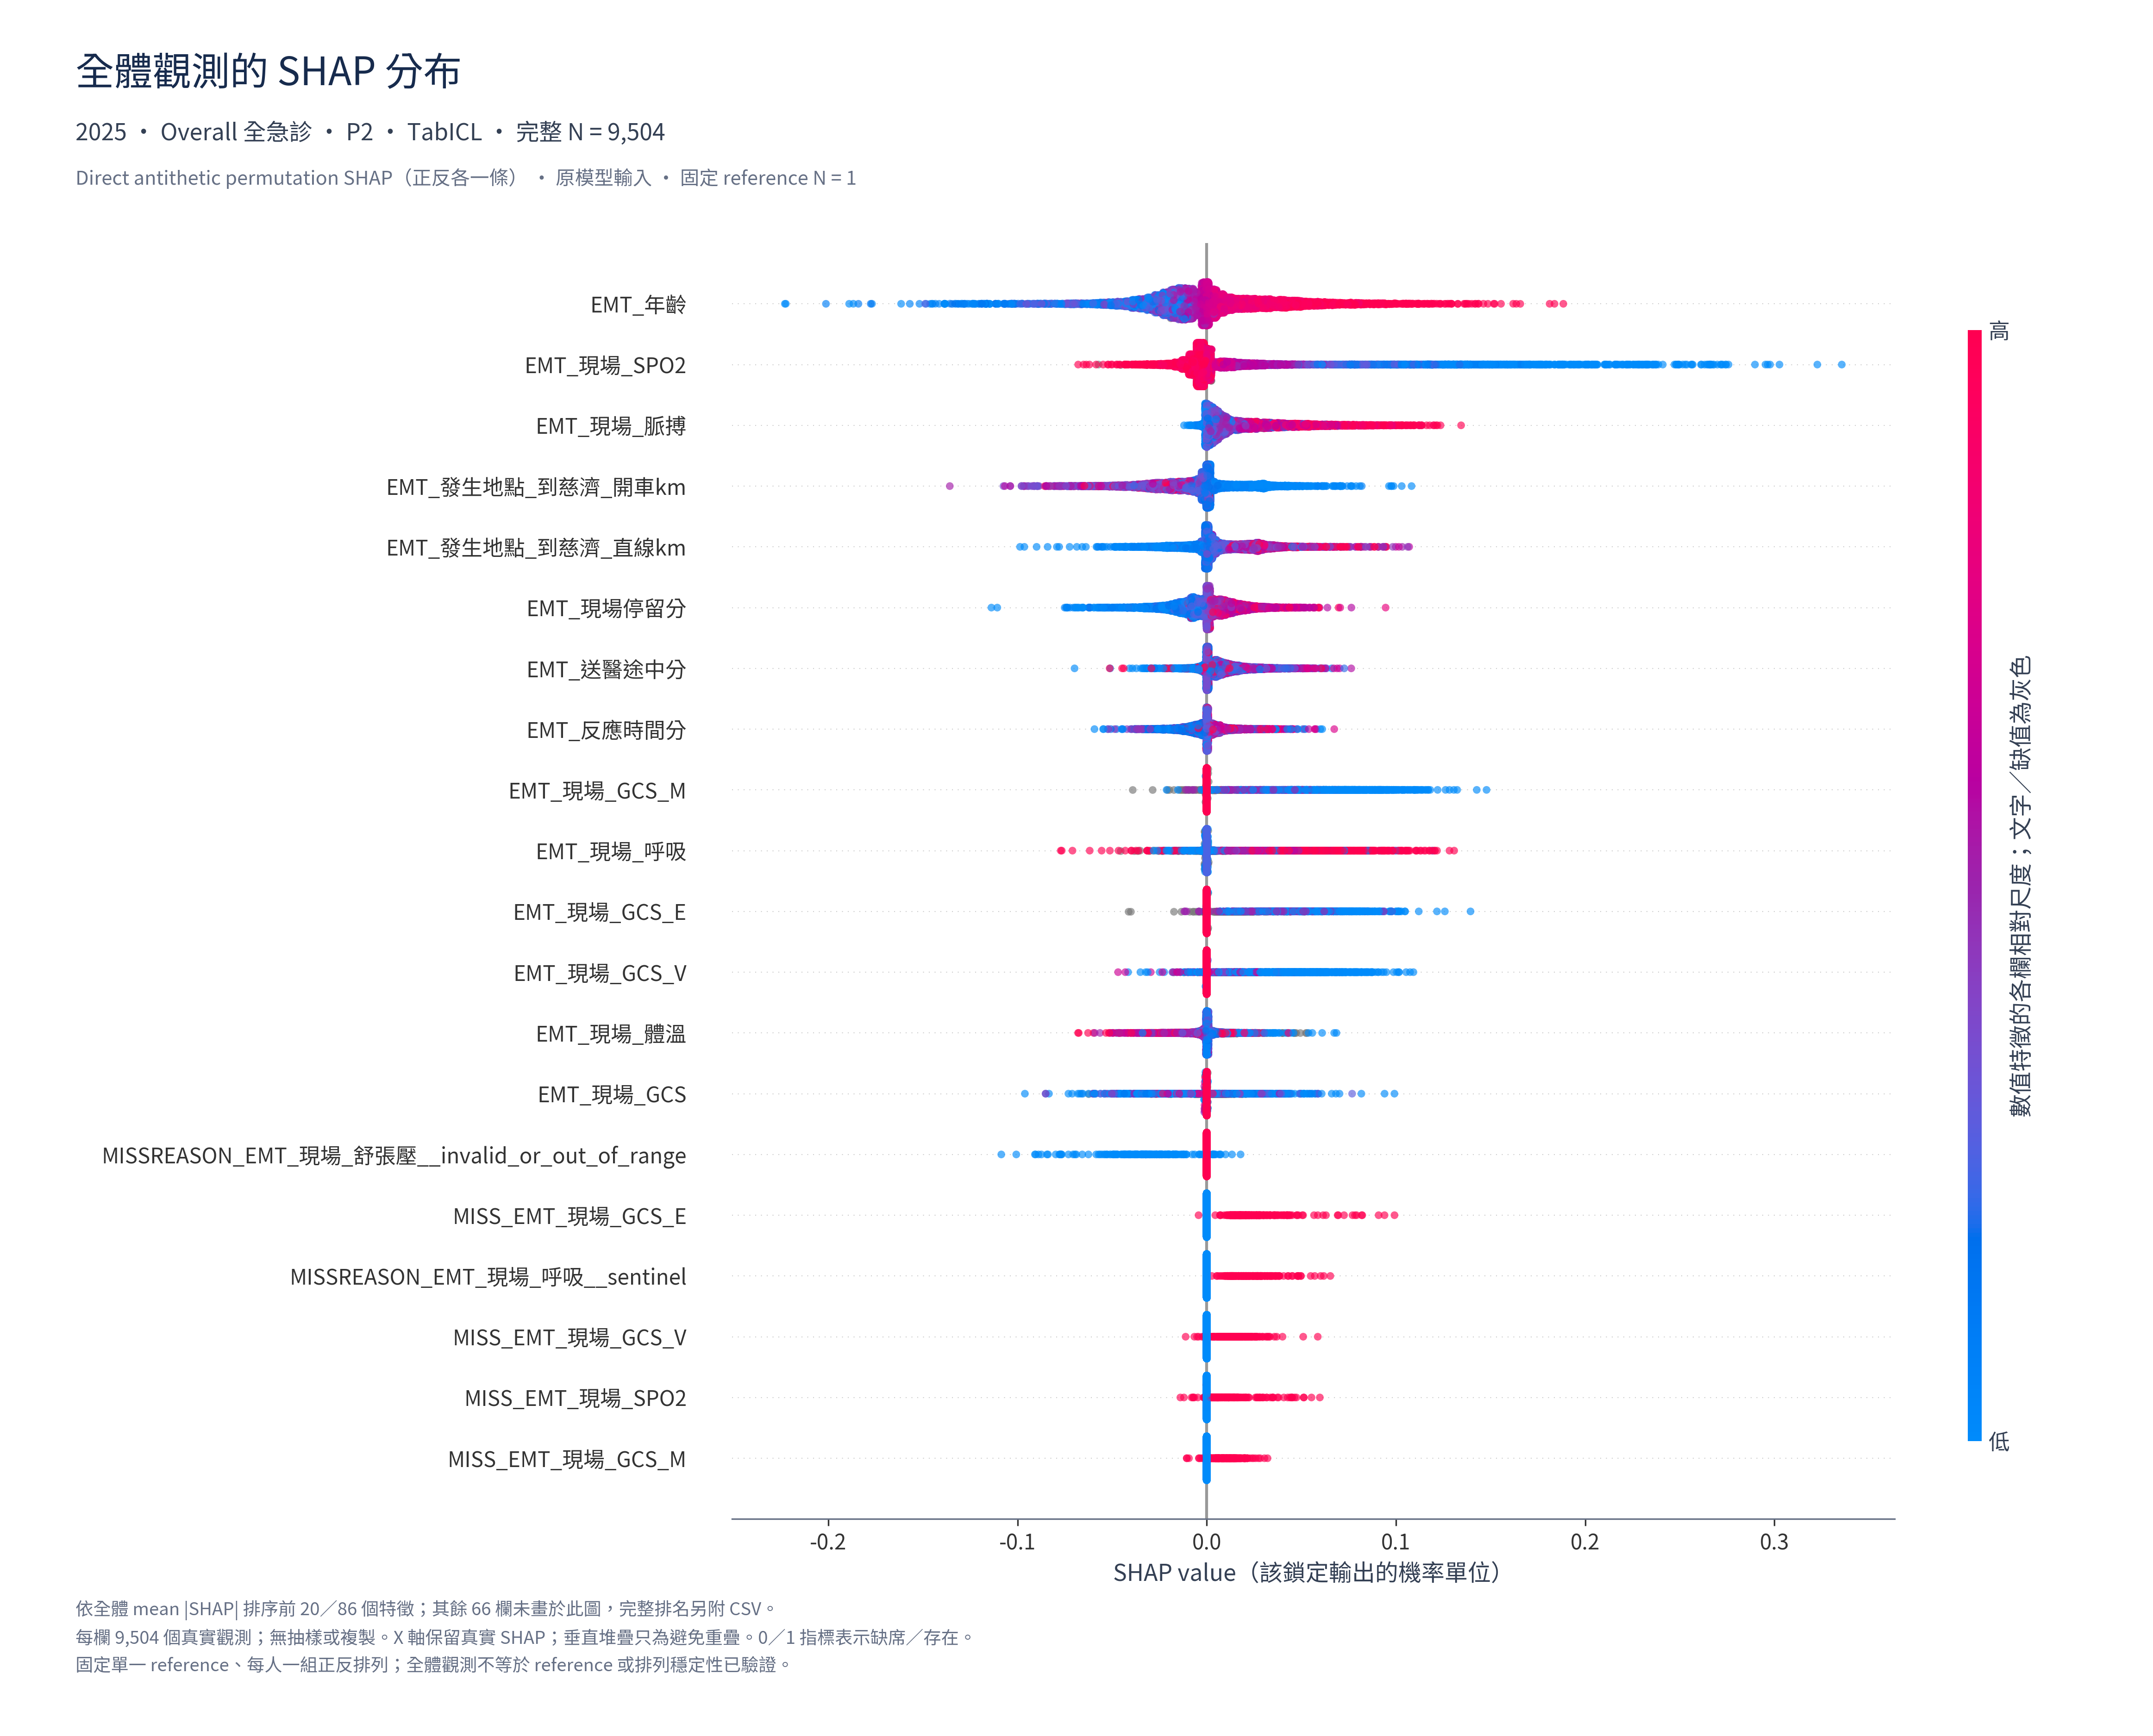 全體觀測的 SHAP 分布
2025 • Overall 全急診 • P2 • TabICL • 完整 N = 9,504
Direct antithetic permutation SHAP（正反各一條） • 原模型輸入 • 固定 reference N = 1
EMT_年齡
EMT_現場_SPO2
EMT_現場_脈搏
EMT_發生地點_到慈濟_開車km
EMT_發生地點_到慈濟_直線km
EMT_現場停留分
EMT_送醫途中分
EMT_反應時間分
EMT_現場_GCS_M
EMT_現場_呼吸
EMT_現場_GCS_E
EMT_現場_GCS_V
EMT_現場_體溫
EMT_現場_GCS
MISSREASON_EMT_現場_舒張壓__invalid_or_out_of_range
MISS_EMT_現場_GCS_E
MISSREASON_EMT_現場_呼吸__sentinel
MISS_EMT_現場_GCS_V
MISS_EMT_現場_SPO2
MISS_EMT_現場_GCS_M
-0.2 -0.1 0.0 0.1 0.2 0.3
SHAP value（該鎖定輸出的機率單位）
高
數值特徵的各欄相對尺度；文字／缺值為灰色
低
依全體 mean |SHAP| 排序前 20／86 個特徵；其餘 66 欄未畫於此圖，完整排名另附 CSV。
每欄 9,504 個真實觀測；無抽樣或複製。X 軸保留真實 SHAP；垂直堆疊只為避免重疊。0／1 指標表示缺席／存在。
固定單一 reference、每人一組正反排列；全體觀測不等於 reference 或排列穩定性已驗證。